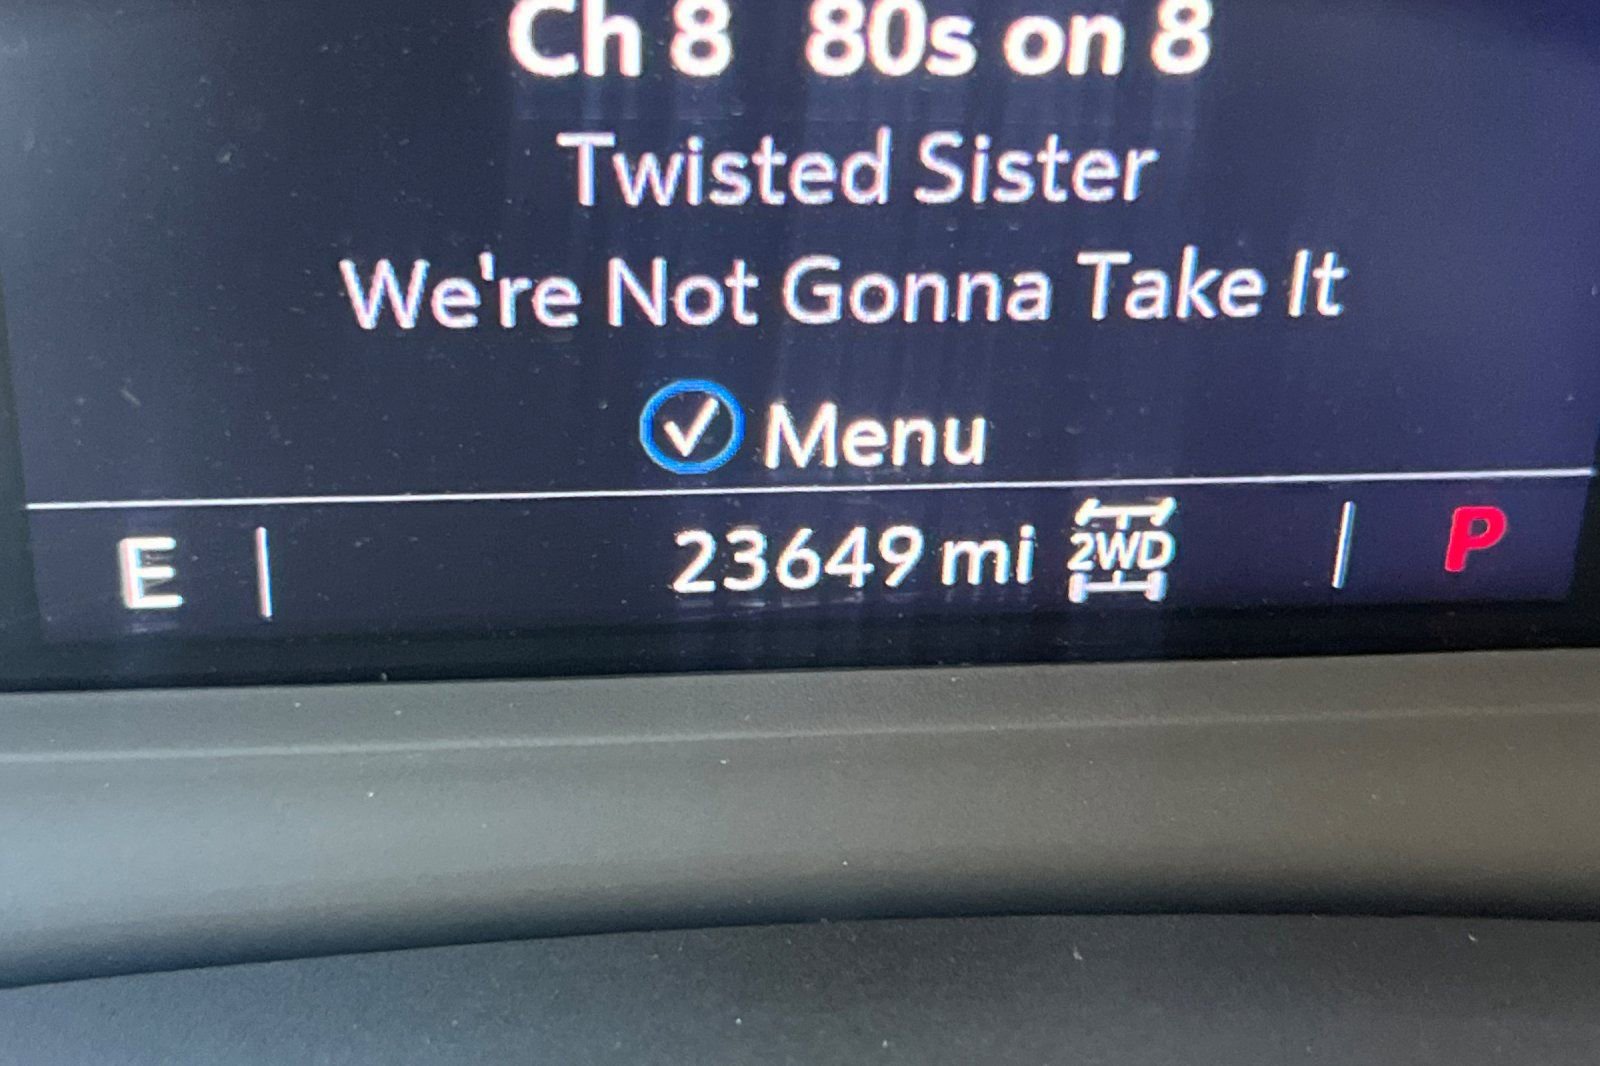 Ch 8 80s on 8
Twisted Sister
We're Not Gonna Take It
Menu
E 23649 mi 2WD P